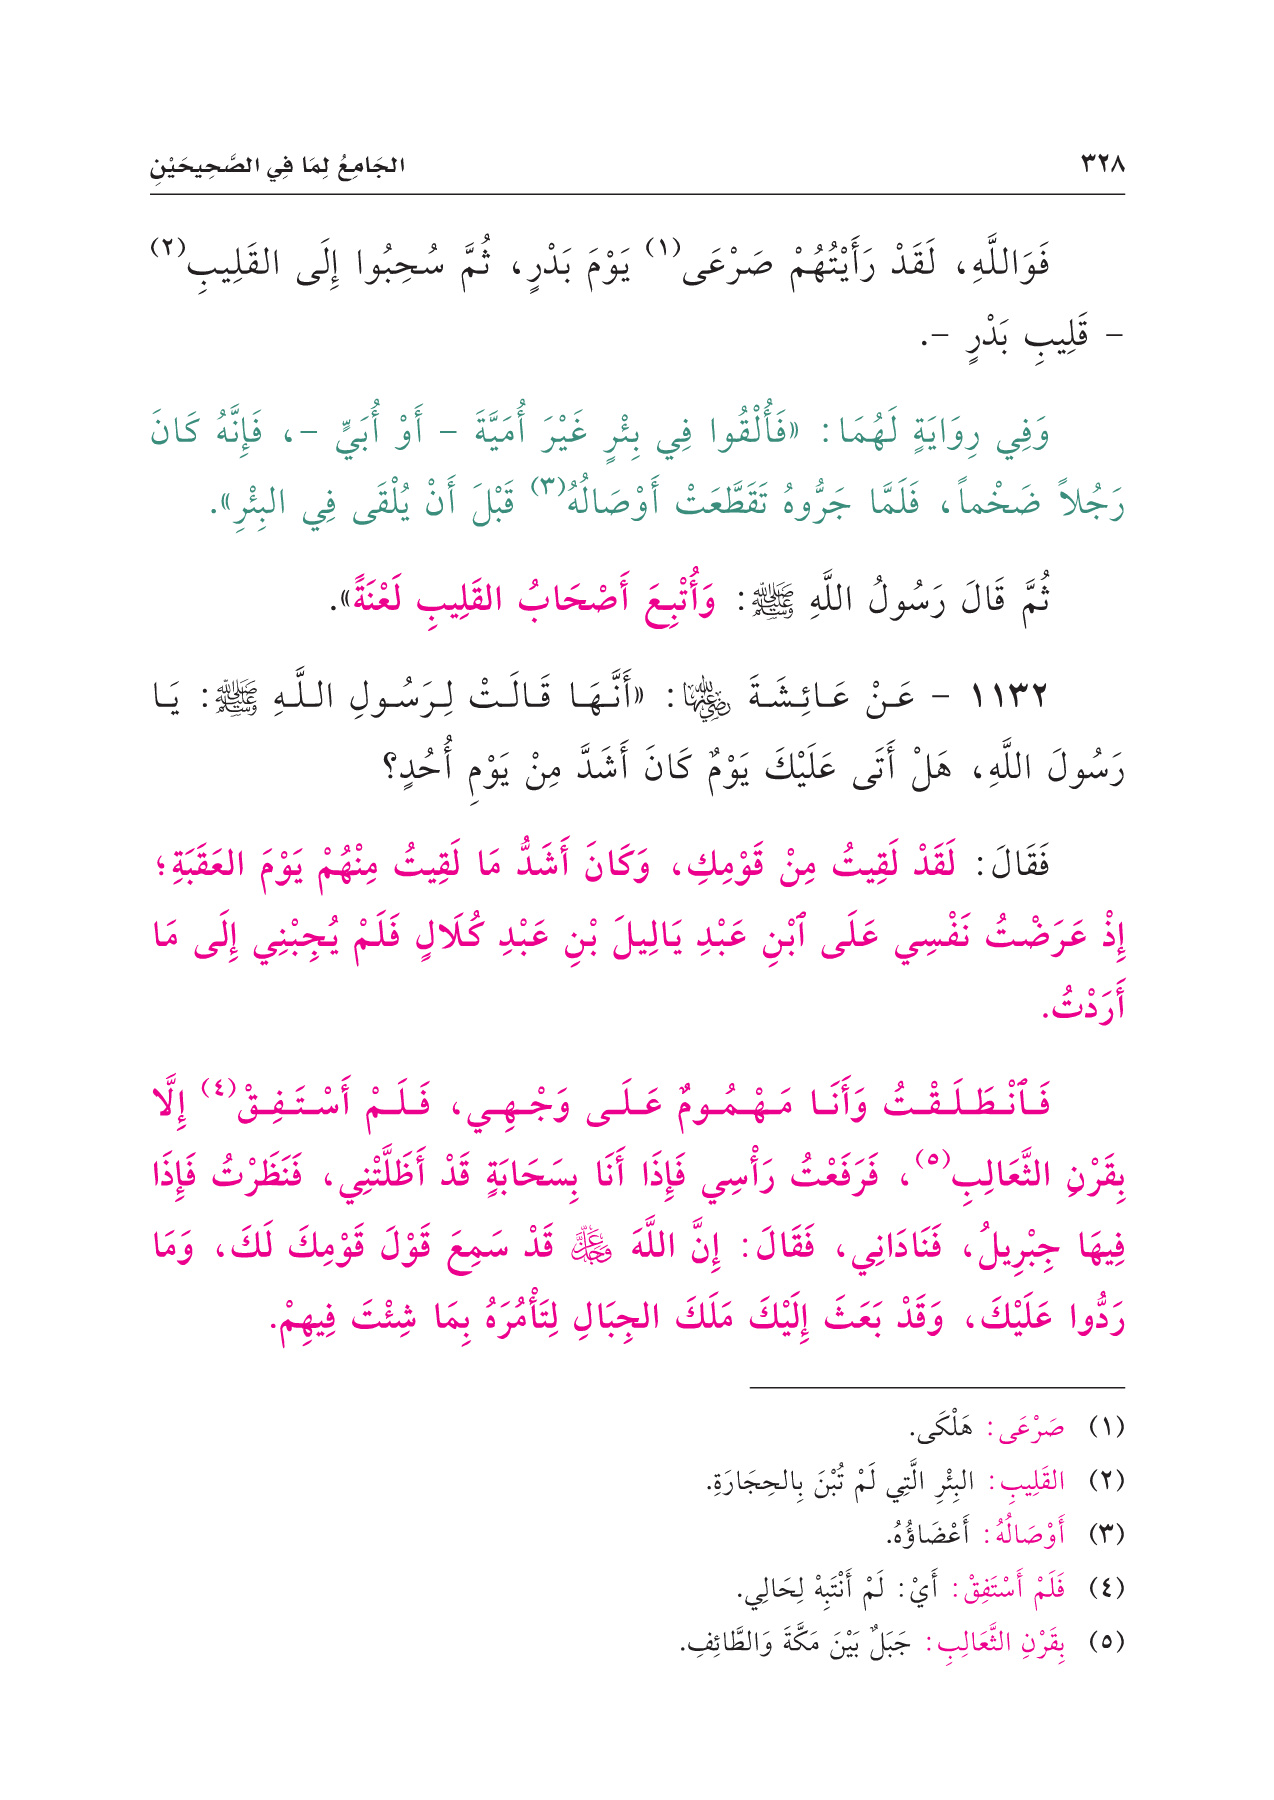 ٣٢٨ الجَامِعُ لِمَا فِي الصَّحِيحَيْنِ
فَوَاللَّهِ، لَقَدْ رَأَيْتُهُمْ صَرْعَى(١) يَوْمَ بَدْرٍ، ثُمَّ سُحِبُوا إِلَى القَلِيبِ(٢)
– قَلِيبِ بَدْرٍ –.
وَفِي رِوَايَةٍ لَهُمَا: «فَأُلْقُوا فِي بِئْرٍ غَيْرَ أُمَيَّةَ – أَوْ أُبَيٍّ –، فَإِنَّهُ كَانَ
رَجُلاً ضَخْماً، فَلَمَّا جَرُّوهُ تَقَطَّعَتْ أَوْصَالُهُ(٣) قَبْلَ أَنْ يُلْقَى فِي البِئْرِ».
ثُمَّ قَالَ رَسُولُ اللَّهِ ﷺ: وَأُتْبِعَ أَصْحَابُ القَلِيبِ لَعْنَةً».
١١٣٢ – عَنْ عَائِشَةَ رضي الله عنها: «أَنَّهَا قَالَتْ لِرَسُولِ اللَّهِ ﷺ: يَا
رَسُولَ اللَّهِ، هَلْ أَتَى عَلَيْكَ يَوْمٌ كَانَ أَشَدَّ مِنْ يَوْمِ أُحُدٍ؟
فَقَالَ: لَقَدْ لَقِيتُ مِنْ قَوْمِكِ، وَكَانَ أَشَدُّ مَا لَقِيتُ مِنْهُمْ يَوْمَ العَقَبَةِ؛
إِذْ عَرَضْتُ نَفْسِي عَلَى ٱبْنِ عَبْدِ يَالِيلَ بْنِ عَبْدِ كُلَالٍ فَلَمْ يُجِبْنِي إِلَى مَا
أَرَدْتُ.
فَٱنْطَلَقْتُ وَأَنَا مَهْمُومٌ عَلَى وَجْهِي، فَلَمْ أَسْتَفِقْ(٤) إِلَّا
بِقَرْنِ الثَّعَالِبِ(٥)، فَرَفَعْتُ رَأْسِي فَإِذَا أَنَا بِسَحَابَةٍ قَدْ أَظَلَّتْنِي، فَنَظَرْتُ فَإِذَا
فِيهَا جِبْرِيلُ، فَنَادَانِي، فَقَالَ: إِنَّ اللَّهَ عز وجل قَدْ سَمِعَ قَوْلَ قَوْمِكَ لَكَ، وَمَا
رَدُّوا عَلَيْكَ، وَقَدْ بَعَثَ إِلَيْكَ مَلَكَ الجِبَالِ لِتَأْمُرَهُ بِمَا شِئْتَ فِيهِمْ.
(١) صَرْعَى: هَلْكَى.
(٢) القَلِيبِ: البِئْرِ الَّتِي لَمْ تُبْنَ بِالحِجَارَةِ.
(٣) أَوْصَالُهُ: أَعْضَاؤُهُ.
(٤) فَلَمْ أَسْتَفِقْ: أَيْ: لَمْ أَنْتَبِهْ لِحَالِي.
(٥) بِقَرْنِ الثَّعَالِبِ: جَبَلٌ بَيْنَ مَكَّةَ وَالطَّائِفِ.